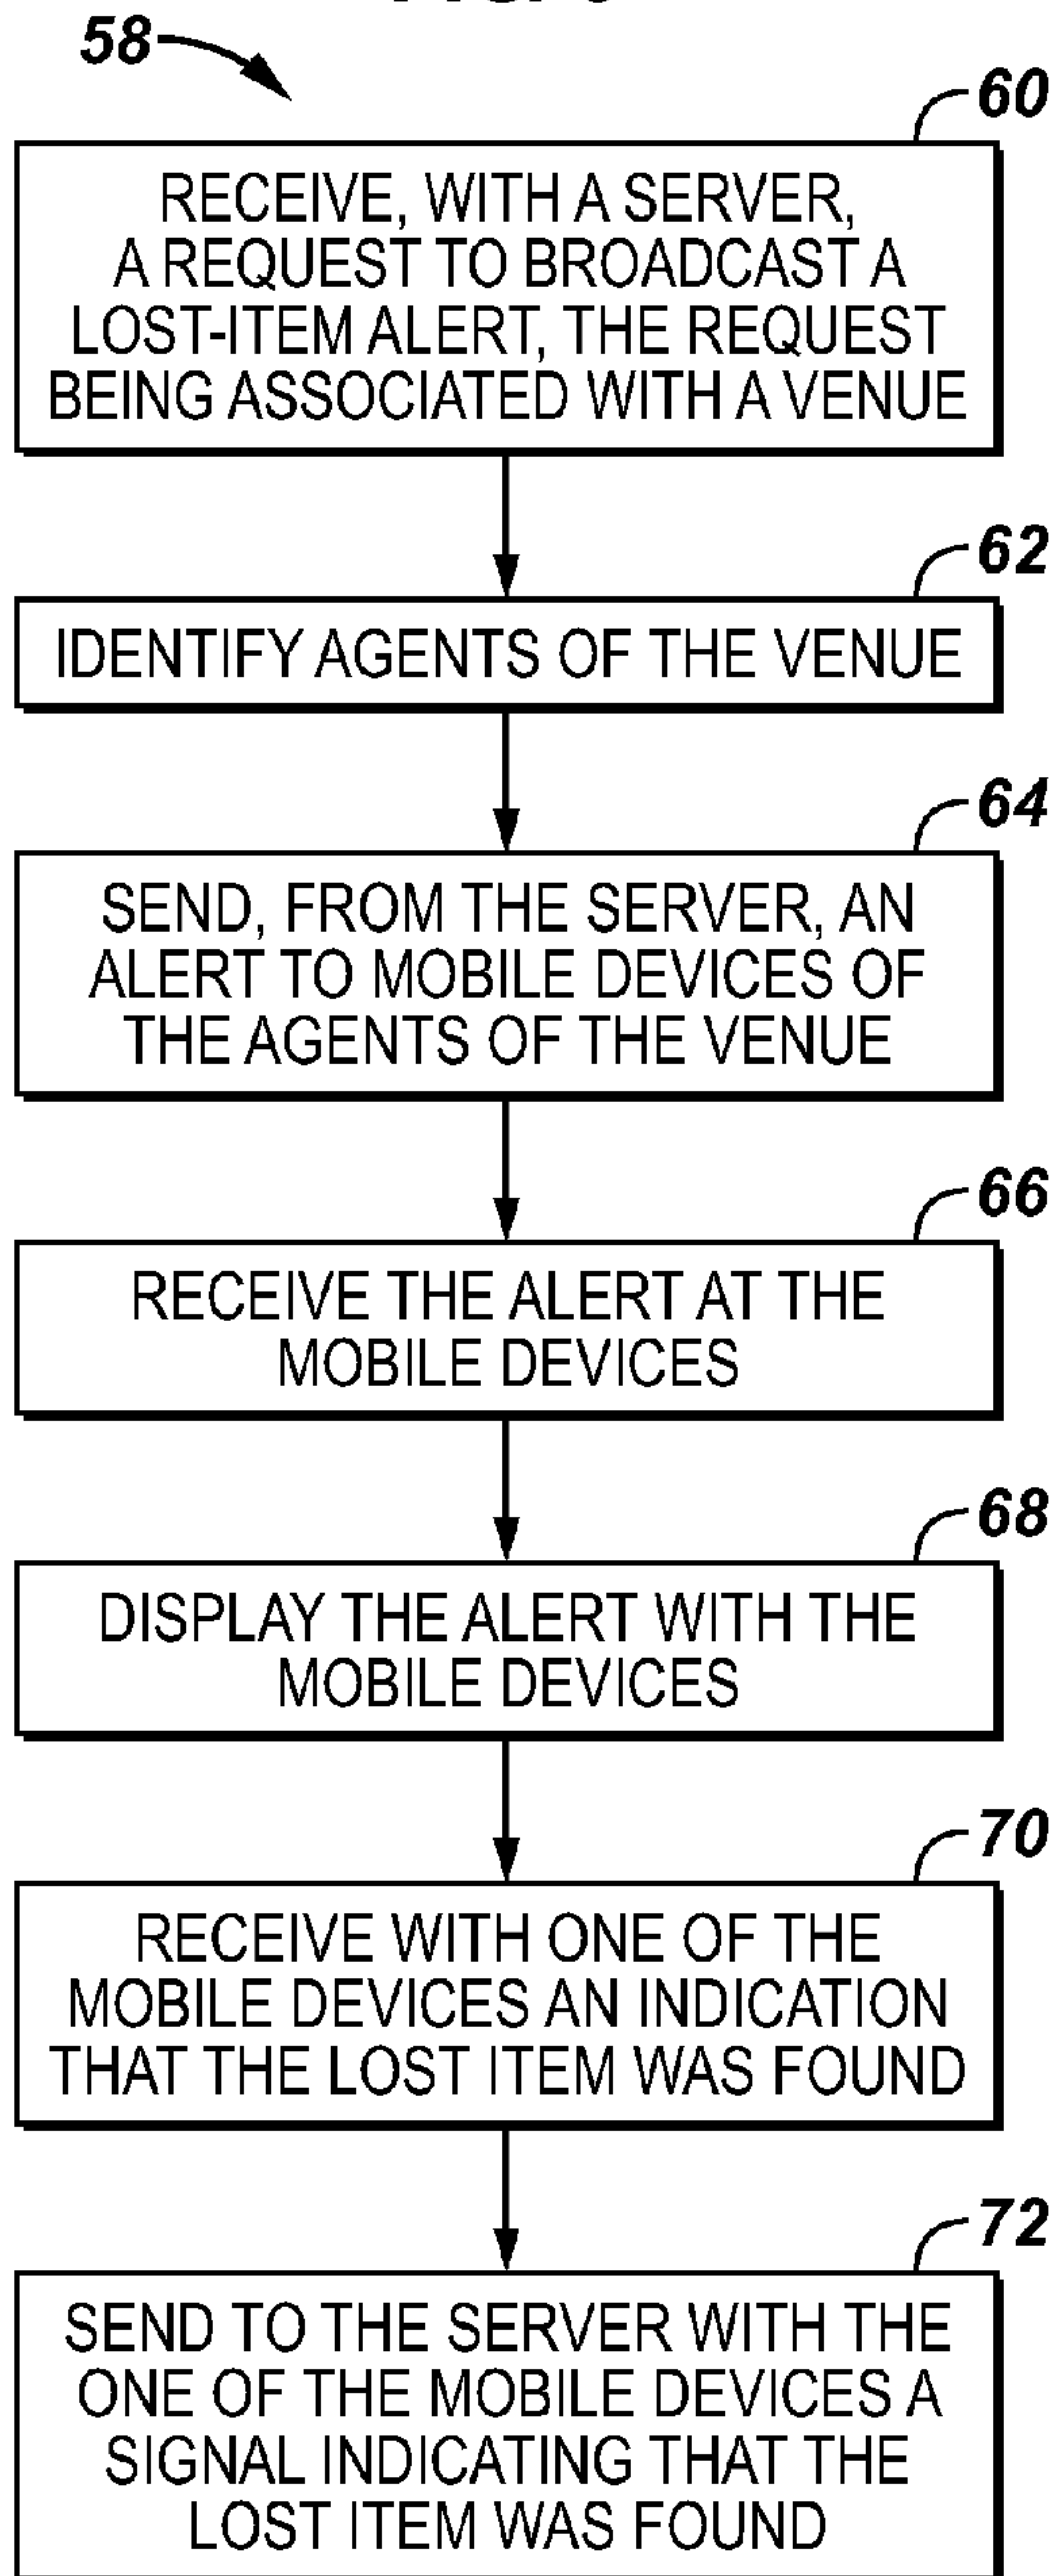 58
60
RECEIVE, WITH A SERVER,
A REQUEST TO BROADCAST A
LOST-ITEM ALERT, THE REQUEST
BEING ASSOCIATED WITH A VENUE
62
IDENTIFY AGENTS OF THE VENUE
64
SEND, FROM THE SERVER, AN
ALERT TO MOBILE DEVICES OF
THE AGENTS OF THE VENUE
66
RECEIVE THE ALERT AT THE
MOBILE DEVICES
68
DISPLAY THE ALERT WITH THE
MOBILE DEVICES
70
RECEIVE WITH ONE OF THE
MOBILE DEVICES AN INDICATION
THAT THE LOST ITEM WAS FOUND
72
SEND TO THE SERVER WITH THE
ONE OF THE MOBILE DEVICES A
SIGNAL INDICATING THAT THE
LOST ITEM WAS FOUND